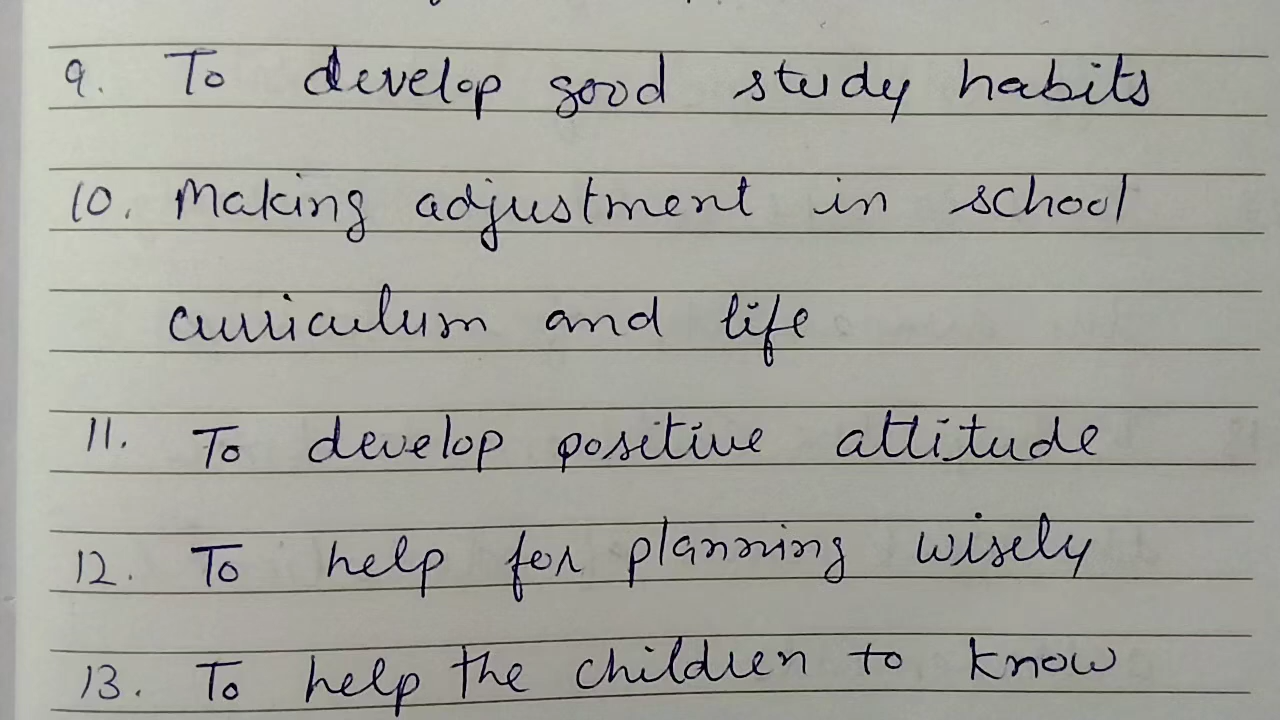 9. To develop good study habits
10. Making adjustment in school
curriculum and life
11. To develop positive attitude
12. To help for planning wisely
13. To help the children to know